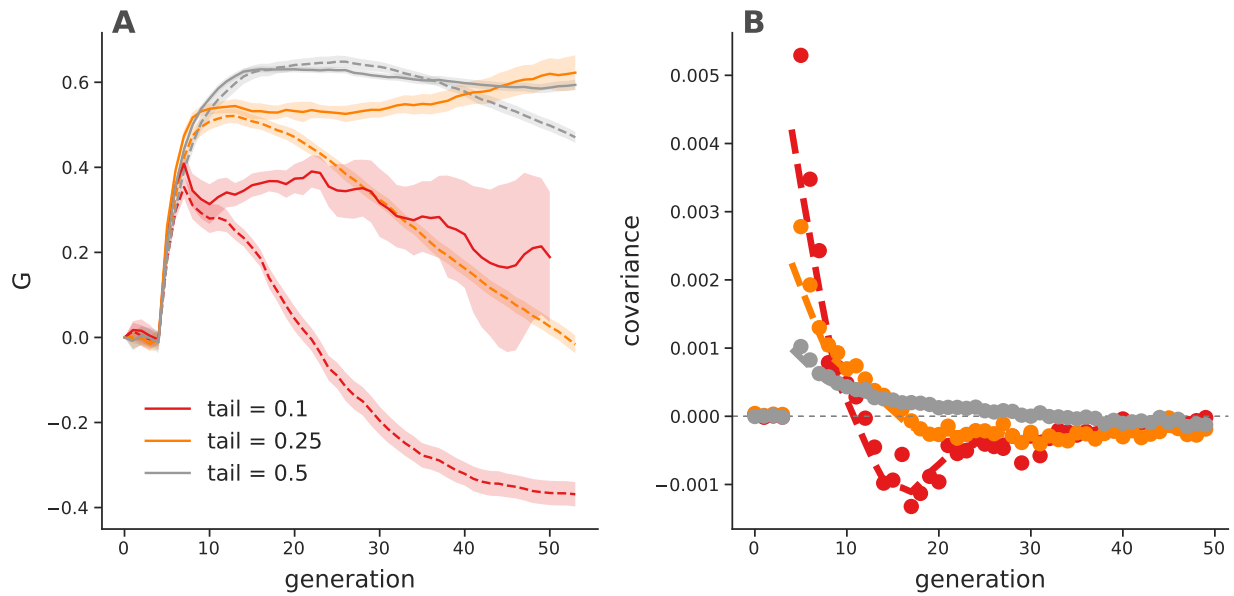 A
G
0.6
0.4
0.2
0.0
−0.2
−0.4
tail = 0.1
tail = 0.25
tail = 0.5
0 10 20 30 40 50
generation
B
covariance
0.005
0.004
0.003
0.002
0.001
0.000
−0.001
0 10 20 30 40 50
generation